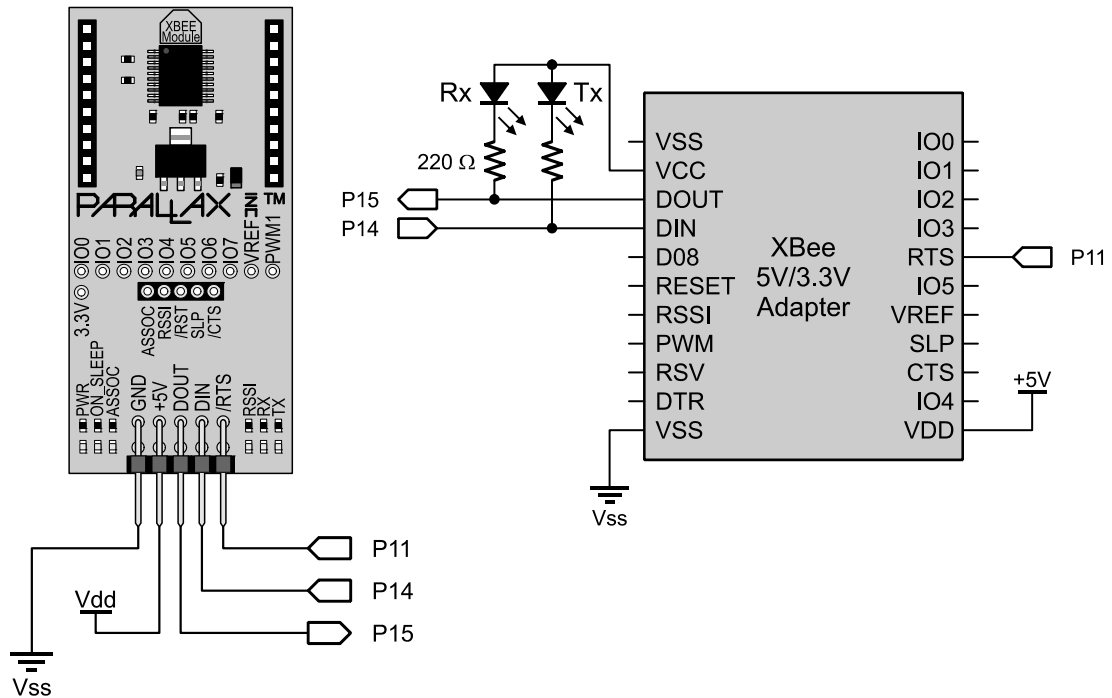 XBEE
Module
PARALLAX INC TM
IO0
IO1
IO2
IO3
IO4
IO5
IO6
IO7
VREF
PWM1
3.3V
ASSOC
RSSI
/RST
SLP
/CTS
PWR
ON_SLEEP
ASSOC
GND
+5V
DOUT
DIN
/RTS
RSSI
RX
TX
P11
P14
P15
Vdd
Vss
Rx
Tx
220 Ω
P15
P14
VSS
VCC
DOUT
DIN
D08
RESET
RSSI
PWM
RSV
DTR
VSS
XBee
5V/3.3V
Adapter
IO0
IO1
IO2
IO3
RTS
IO5
VREF
SLP
CTS
IO4
VDD
P11
+5V
Vss